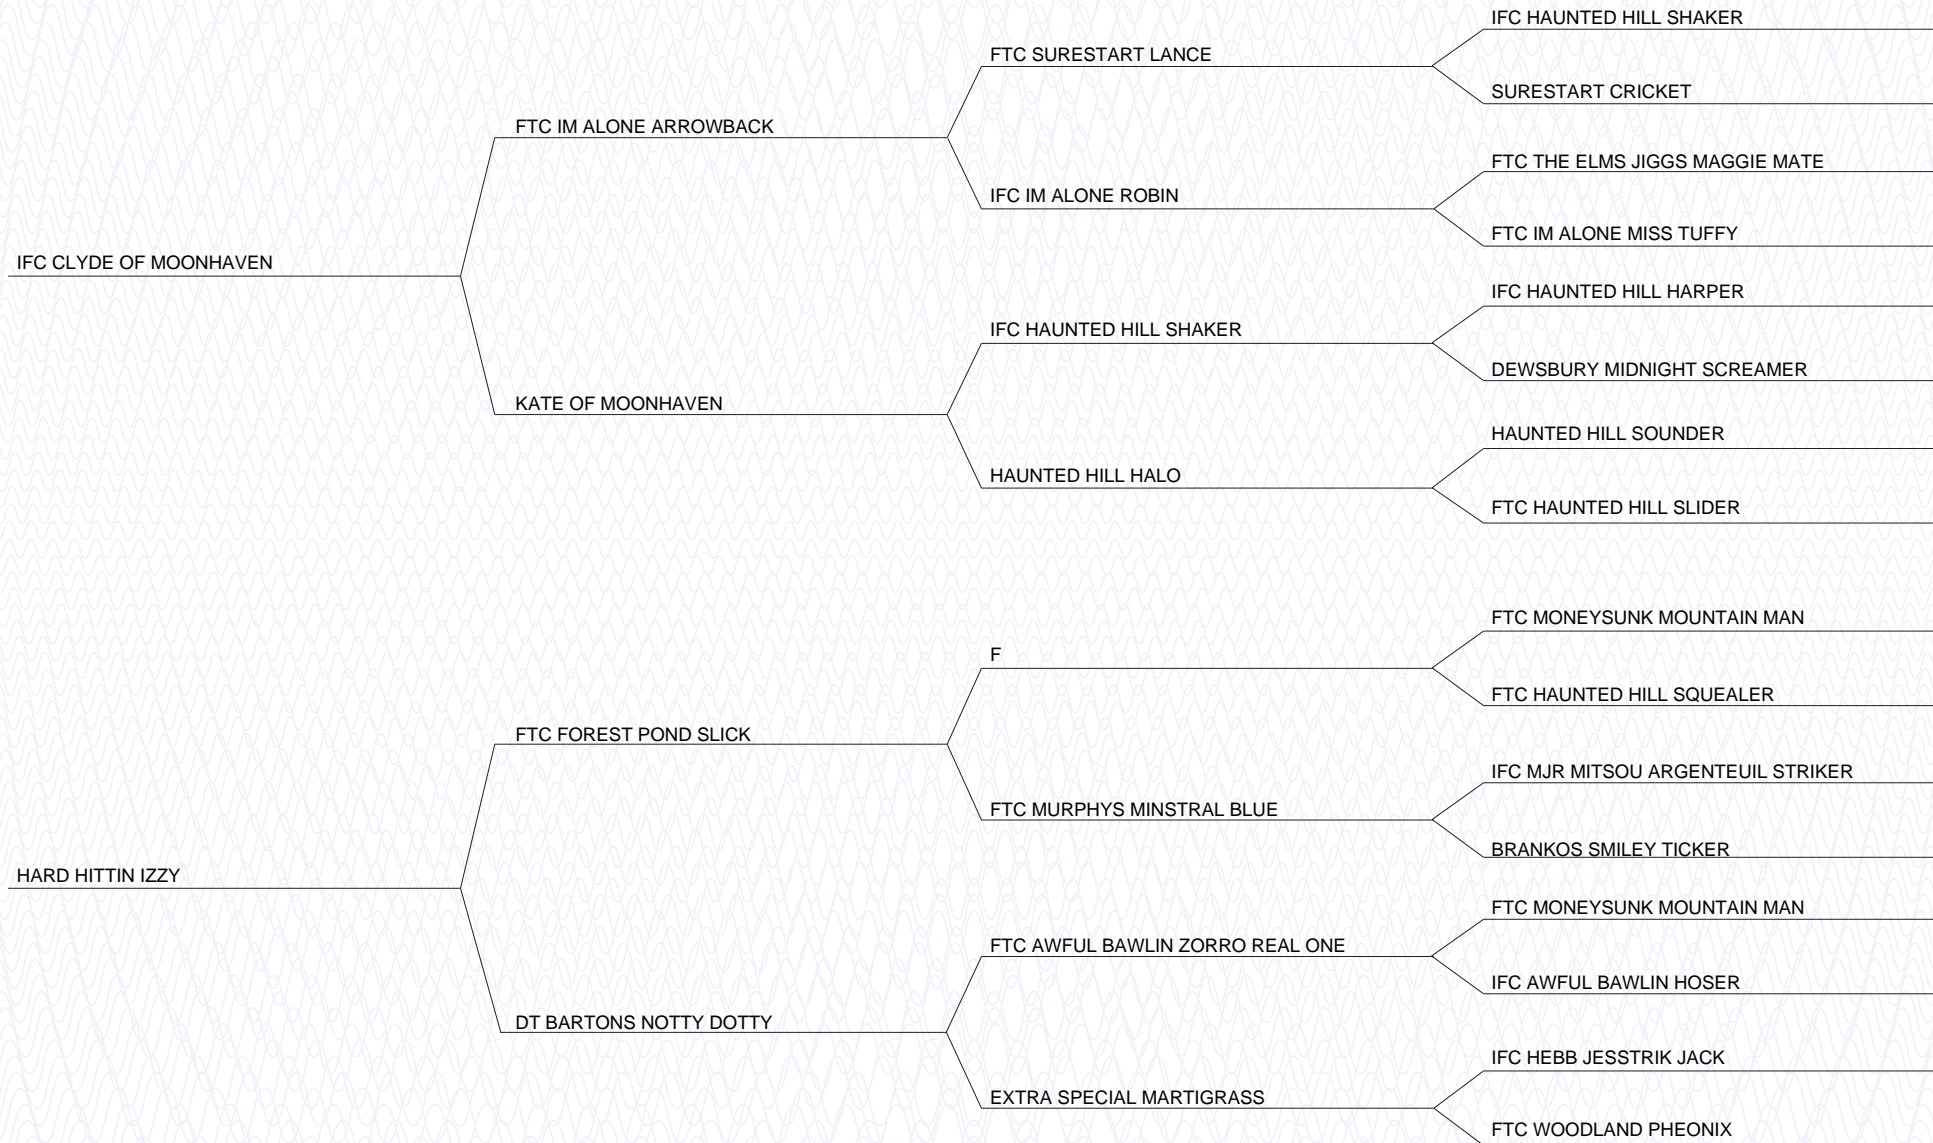 IFC HAUNTED HILL SHAKER
FTC SURESTART LANCE
SURESTART CRICKET
FTC IM ALONE ARROWBACK
FTC THE ELMS JIGGS MAGGIE MATE
IFC IM ALONE ROBIN
FTC IM ALONE MISS TUFFY
IFC CLYDE OF MOONHAVEN
IFC HAUNTED HILL HARPER
IFC HAUNTED HILL SHAKER
DEWSBURY MIDNIGHT SCREAMER
KATE OF MOONHAVEN
HAUNTED HILL SOUNDER
HAUNTED HILL HALO
FTC HAUNTED HILL SLIDER
FTC MONEYSUNK MOUNTAIN MAN
F
FTC HAUNTED HILL SQUEALER
FTC FOREST POND SLICK
IFC MJR MITSOU ARGENTEUIL STRIKER
FTC MURPHYS MINSTRAL BLUE
BRANKOS SMILEY TICKER
HARD HITTIN IZZY
FTC MONEYSUNK MOUNTAIN MAN
FTC AWFUL BAWLIN ZORRO REAL ONE
IFC AWFUL BAWLIN HOSER
DT BARTONS NOTTY DOTTY
IFC HEBB JESSTRIK JACK
EXTRA SPECIAL MARTIGRASS
FTC WOODLAND PHEONIX